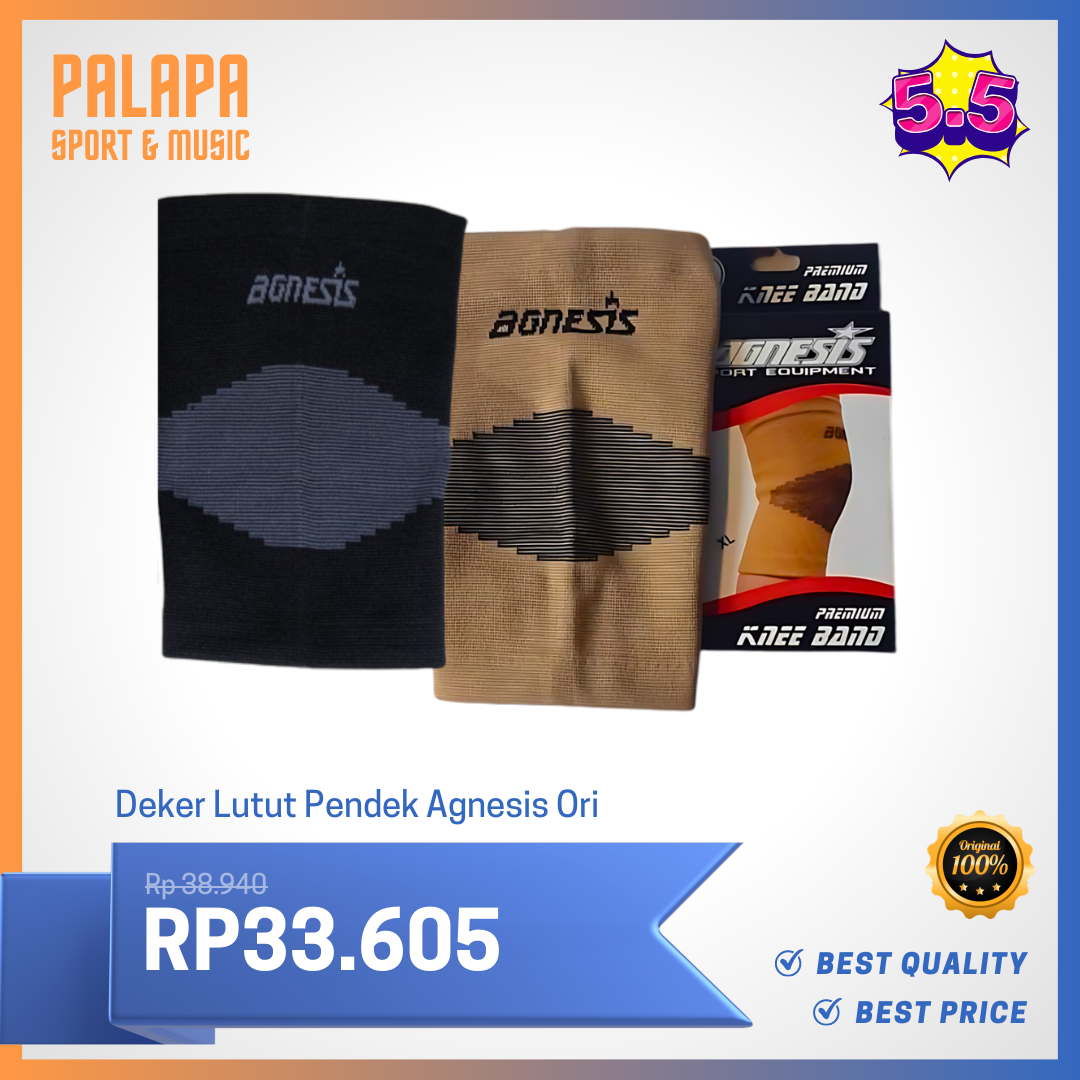 PALAPA
SPORT & MUSIC
5.5
AGNESIS
AGNESIS
PREMIUM
KNEE BAND
AGNESIS
SPORT EQUIPMENT
XL
PREMIUM
KNEE BAND
Deker Lutut Pendek Agnesis Ori
Rp 38.940
RP33.605
Original
100%
BEST QUALITY
BEST PRICE